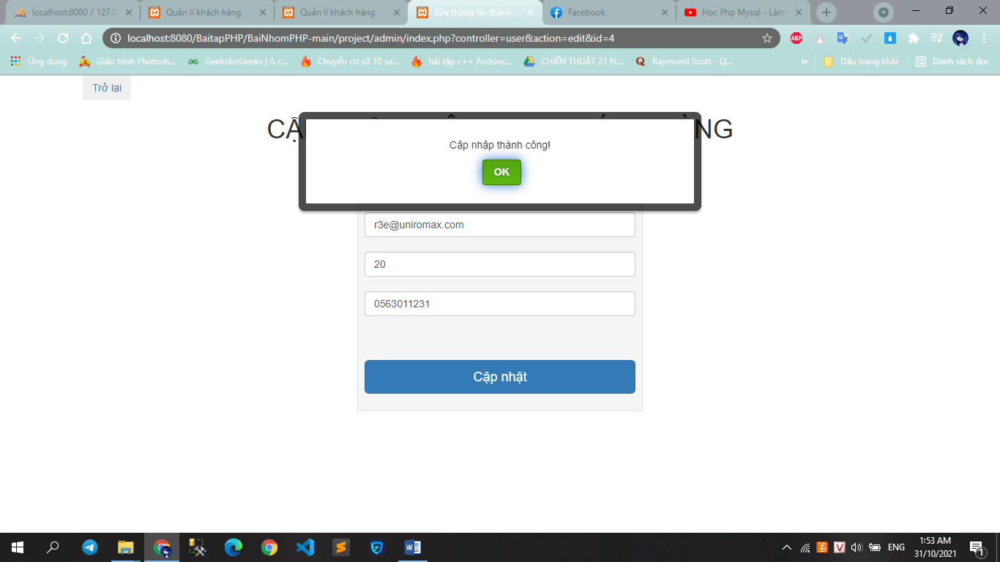 localhost:8080 / 127.0.
Quản lí khách hàng
Quản lí khách hàng
Sửa thông tin thành v
Facebook
Học Php Mysql - Làm
localhost:8080/BaitapPHP/BaiNhomPHP-main/project/admin/index.php?controller=user&action=edit&id=4
ABP
Ứng dụng
Giáo trình Photosh...
GeeksforGeeks | A c...
Chuyển cơ số 10 sa...
bài tập c++ Archive...
CHIẾN THUẬT 21 N...
Raymond Scott - Q...
»
Dấu trang khác
Danh sách đọc
Trở lại
Cập nhập thành công!
OK
r3e@uniromax.com
20
0563011231
Cập nhật
ENG
1:53 AM
31/10/2021
1